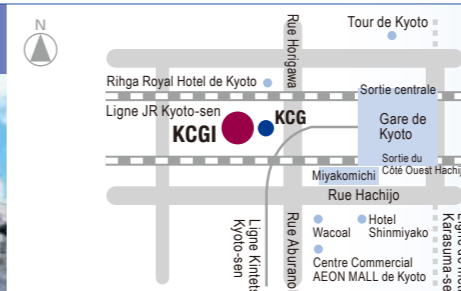 N
Tour de Kyoto
Rue Horigawa
Rihga Royal Hotel de Kyoto
Sortie centrale
Ligne JR Kyoto-sen
KCGI
KCG
Gare de
Kyoto
Sortie du
Côté Ouest Hachijo
Miyakomichi
Rue Hachijo
Ligne Kintetsu
Kyoto-sen
Rue Aburano
Wacoal
Hotel
Shinmiyako
Centre Commercial
AEON MALL de Kyoto
Karasuma-se